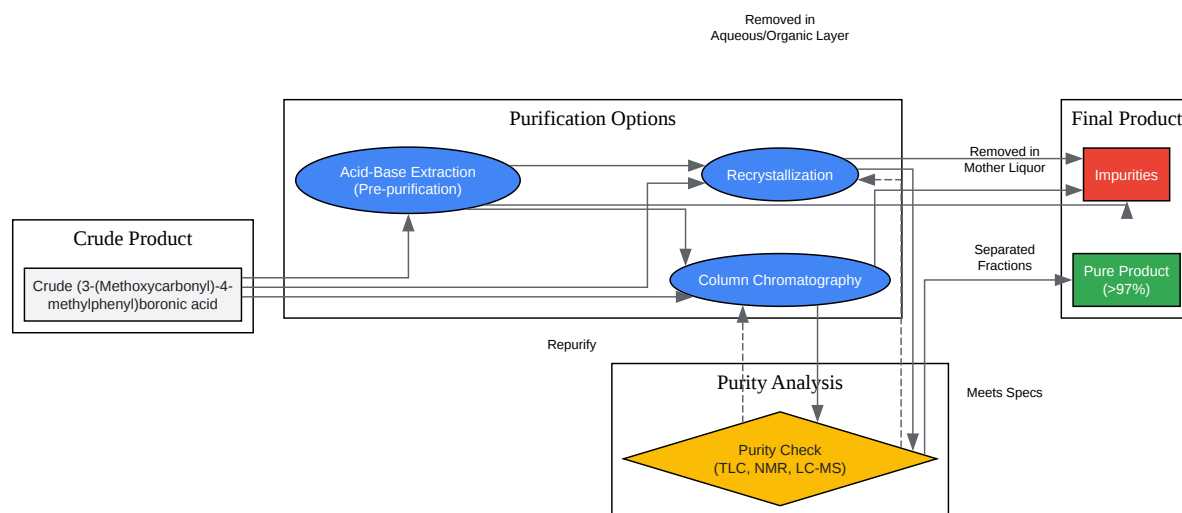 Removed in
Aqueous/Organic Layer
Purification Options
Final Product
Acid-Base Extraction
(Pre-purification)
Recrystallization
Removed in
Mother Liquor
Impurities
Crude Product
Crude (3-(Methoxycarbonyl)-4-
methylphenyl)boronic acid
Column Chromatography
Separated
Fractions
Pure Product
(>97%)
Repurify
Purity Analysis
Meets Specs
Purity Check
(TLC, NMR, LC-MS)